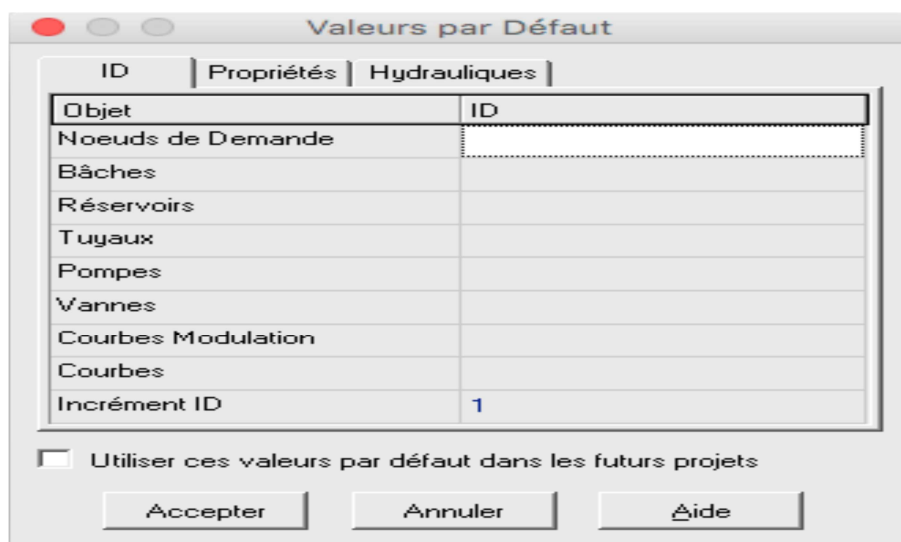 Valeurs par Défaut
ID Propriétés Hydrauliques
Objet ID
Noeuds de Demande
Bâches
Réservoirs
Tuyaux
Pompes
Vannes
Courbes Modulation
Courbes
Incrément ID 1
Utiliser ces valeurs par défaut dans les futurs projets
Accepter Annuler Aide